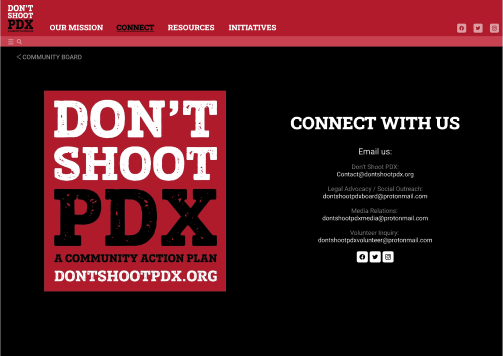 DON'T
SHOOT
PDX
OUR MISSION
CONNECT
RESOURCES
INITIATIVES
< COMMUNITY BOARD
DON'T
SHOOT
PDX
A COMMUNITY ACTION PLAN
DONTSHOOTPDX.ORG
CONNECT WITH US
Email us:
Don't Shoot PDX:
Contact@dontshootpdx.org
Legal Advocacy / Social Outreach:
dontshootpdxboard@protonmail.com
Media Relations:
dontshootpdxmedia@protonmail.com
Volunteer Inquiry:
dontshootpdxvolunteer@protonmail.com